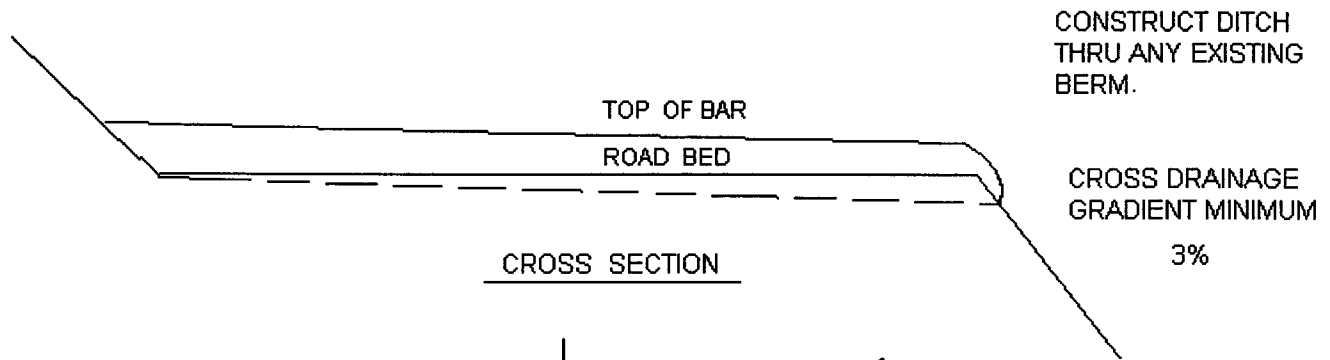 CONSTRUCT DITCH
THRU ANY EXISTING
BERM.
TOP OF BAR
ROAD BED
CROSS DRAINAGE
GRADIENT MINIMUM
3%
CROSS SECTION